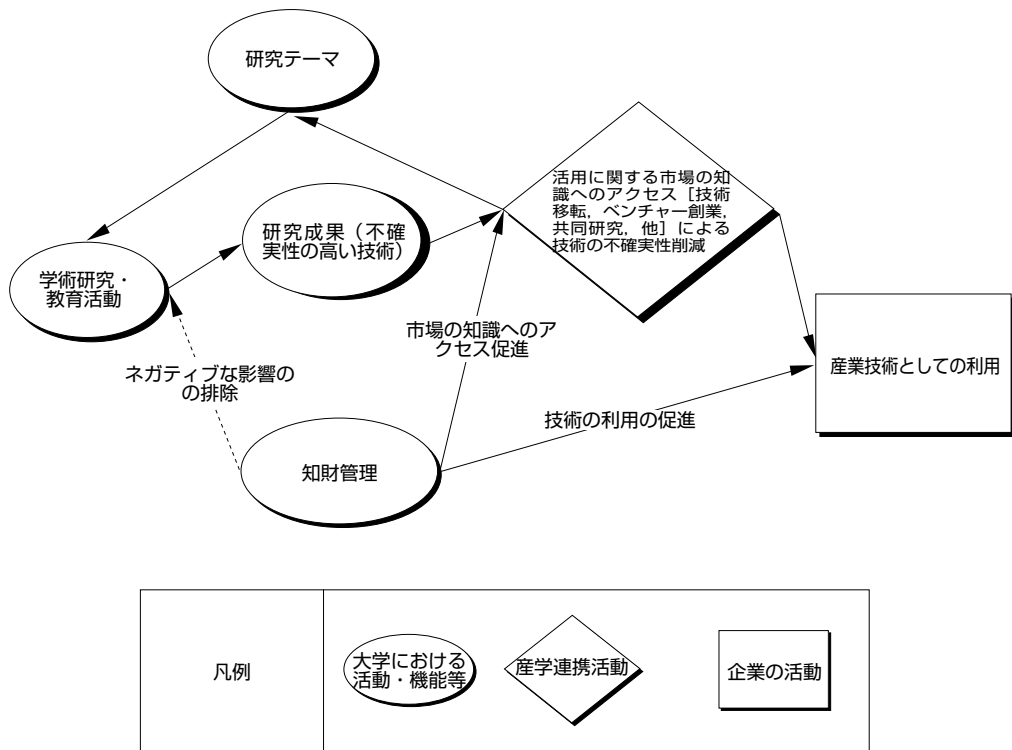 研究テーマ
活用に関する市場の知
識へのアクセス［技術
移転，ベンチャー創業，
共同研究，他］による
技術の不確実性削減
研究成果（不確
実性の高い技術）
学術研究・
教育活動
市場の知識へのア
クセス促進
産業技術としての利用
ネガティブな影響の
の排除
技術の利用の促進
知財管理
凡例
大学における
活動・機能等
産学連携活動
企業の活動